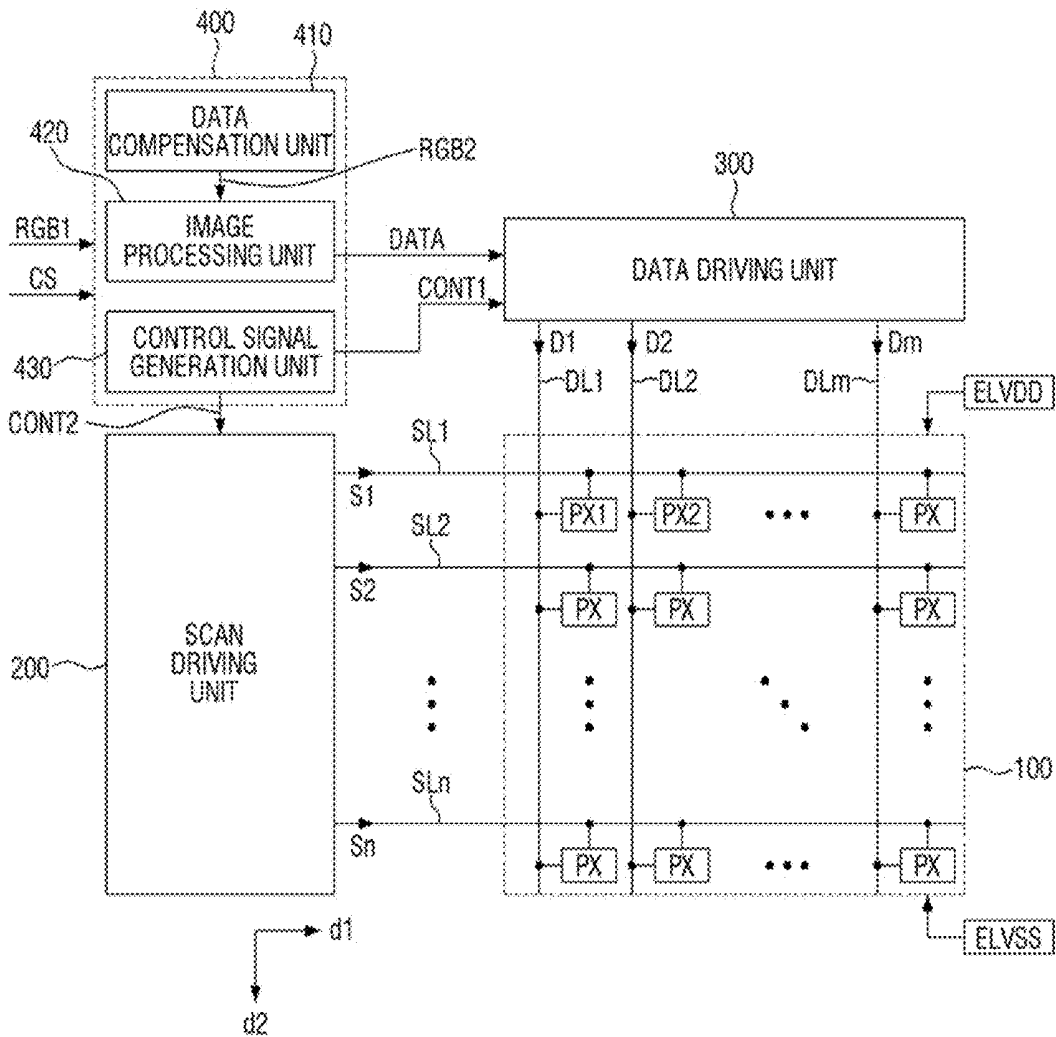 400
410
DATA
COMPENSATION UNIT
420
RGB2
300
RGB1
IMAGE
PROCESSING UNIT
DATA
DATA DRIVING UNIT
CS
CONT1
CONTROL SIGNAL
GENERATION UNIT
430
D1
D2
Dm
DL1
DL2
DLm
ELVDD
CONT2
SL1
S1
PX1
PX2
PX
SL2
S2
PX
PX
PX
SCAN
DRIVING
UNIT
200
100
SLn
Sn
PX
PX
PX
d1
ELVSS
d2